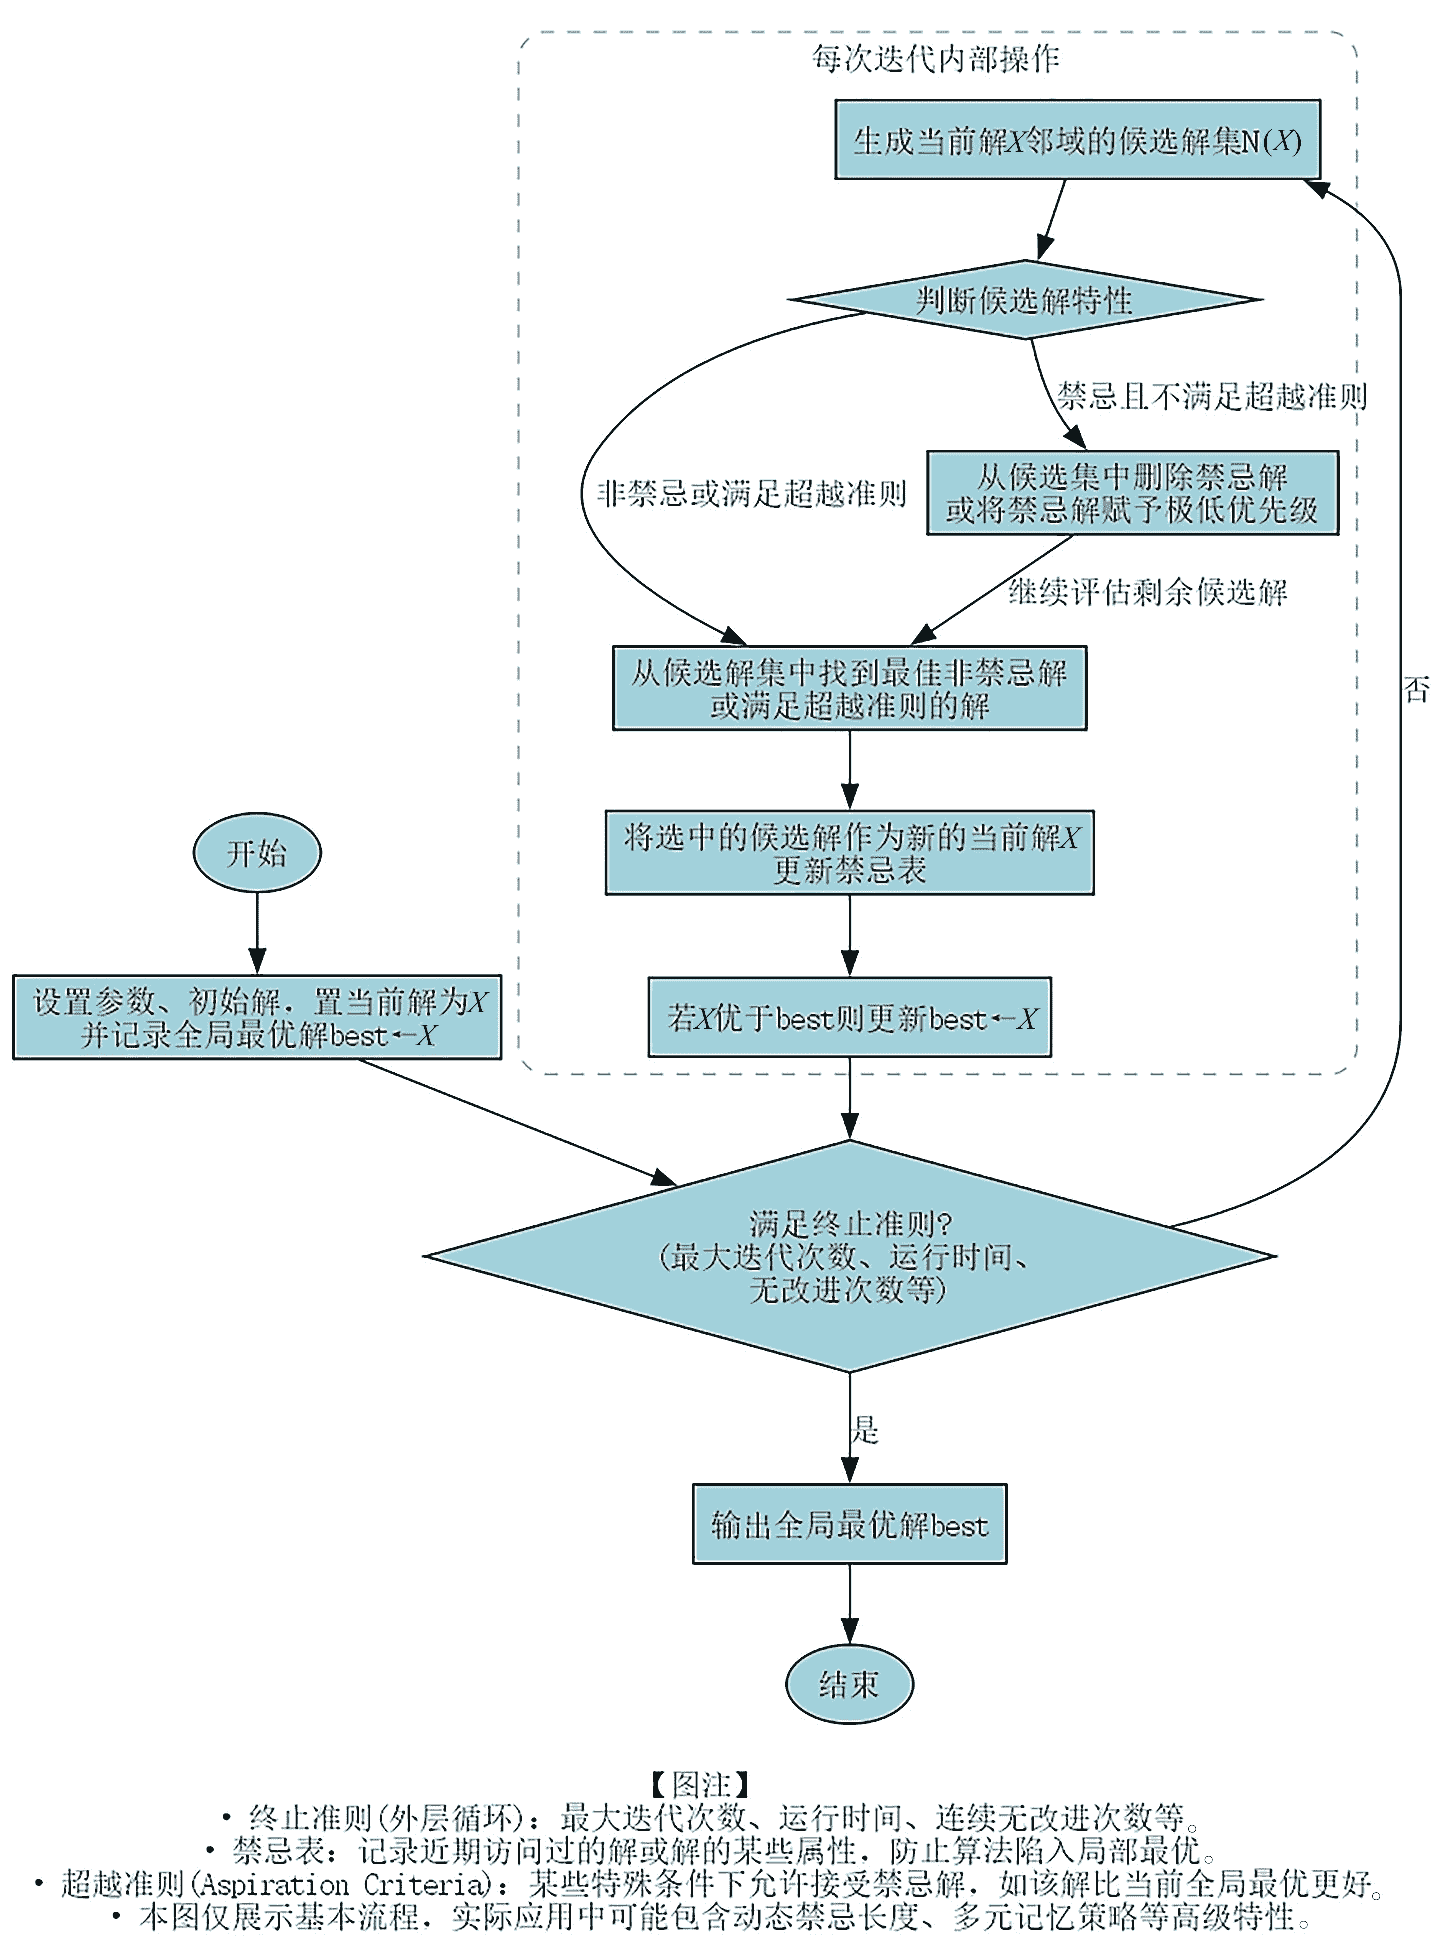 每次迭代内部操作
生成当前解X邻域的候选解集N(X)
判断候选解特性
禁忌且不满足超越准则
非禁忌或满足超越准则
从候选集中删除禁忌解
或将禁忌解赋予极低优先级
继续评估剩余候选解
从候选解集中找到最佳非禁忌解
或满足超越准则的解
否
将选中的候选解作为新的当前解X
更新禁忌表
开始
设置参数、初始解. 置当前解为X
并记录全局最优解best←X
若X优于best则更新best←X
满足终止准则?
(最大迭代次数、运行时间、
无改进次数等)
是
输出全局最优解best
结束
【图注】
• 终止准则(外层循环): 最大迭代次数、运行时间、连续无改进次数等。
• 禁忌表: 记录近期访问过的解或解的某些属性, 防止算法陷入局部最优。
• 超越准则(Aspiration Criteria): 某些特殊条件下允许接受禁忌解, 如该解比当前全局最优更好。
• 本图仅展示基本流程, 实际应用中可能包含动态禁忌长度、多元记忆策略等高级特性。